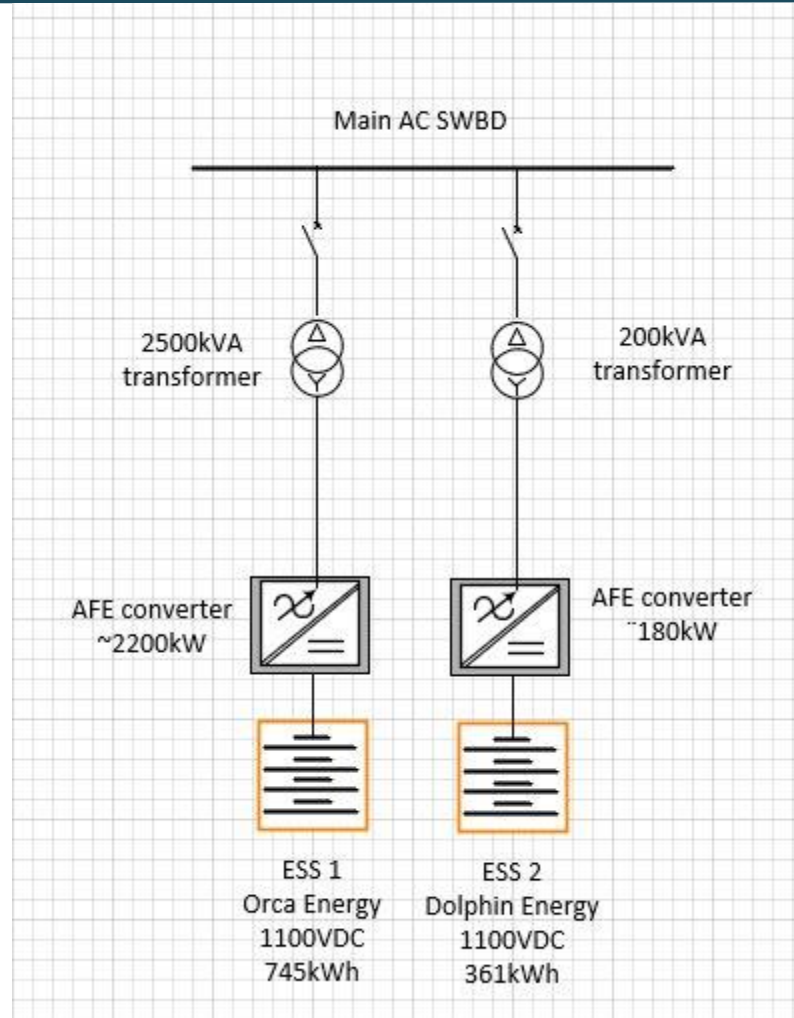 Main AC SWBD
2500kVA
transformer
200kVA
transformer
AFE converter
~2200kW
AFE converter
¨180kW
ESS 1
Orca Energy
1100VDC
745kWh
ESS 2
Dolphin Energy
1100VDC
361kWh